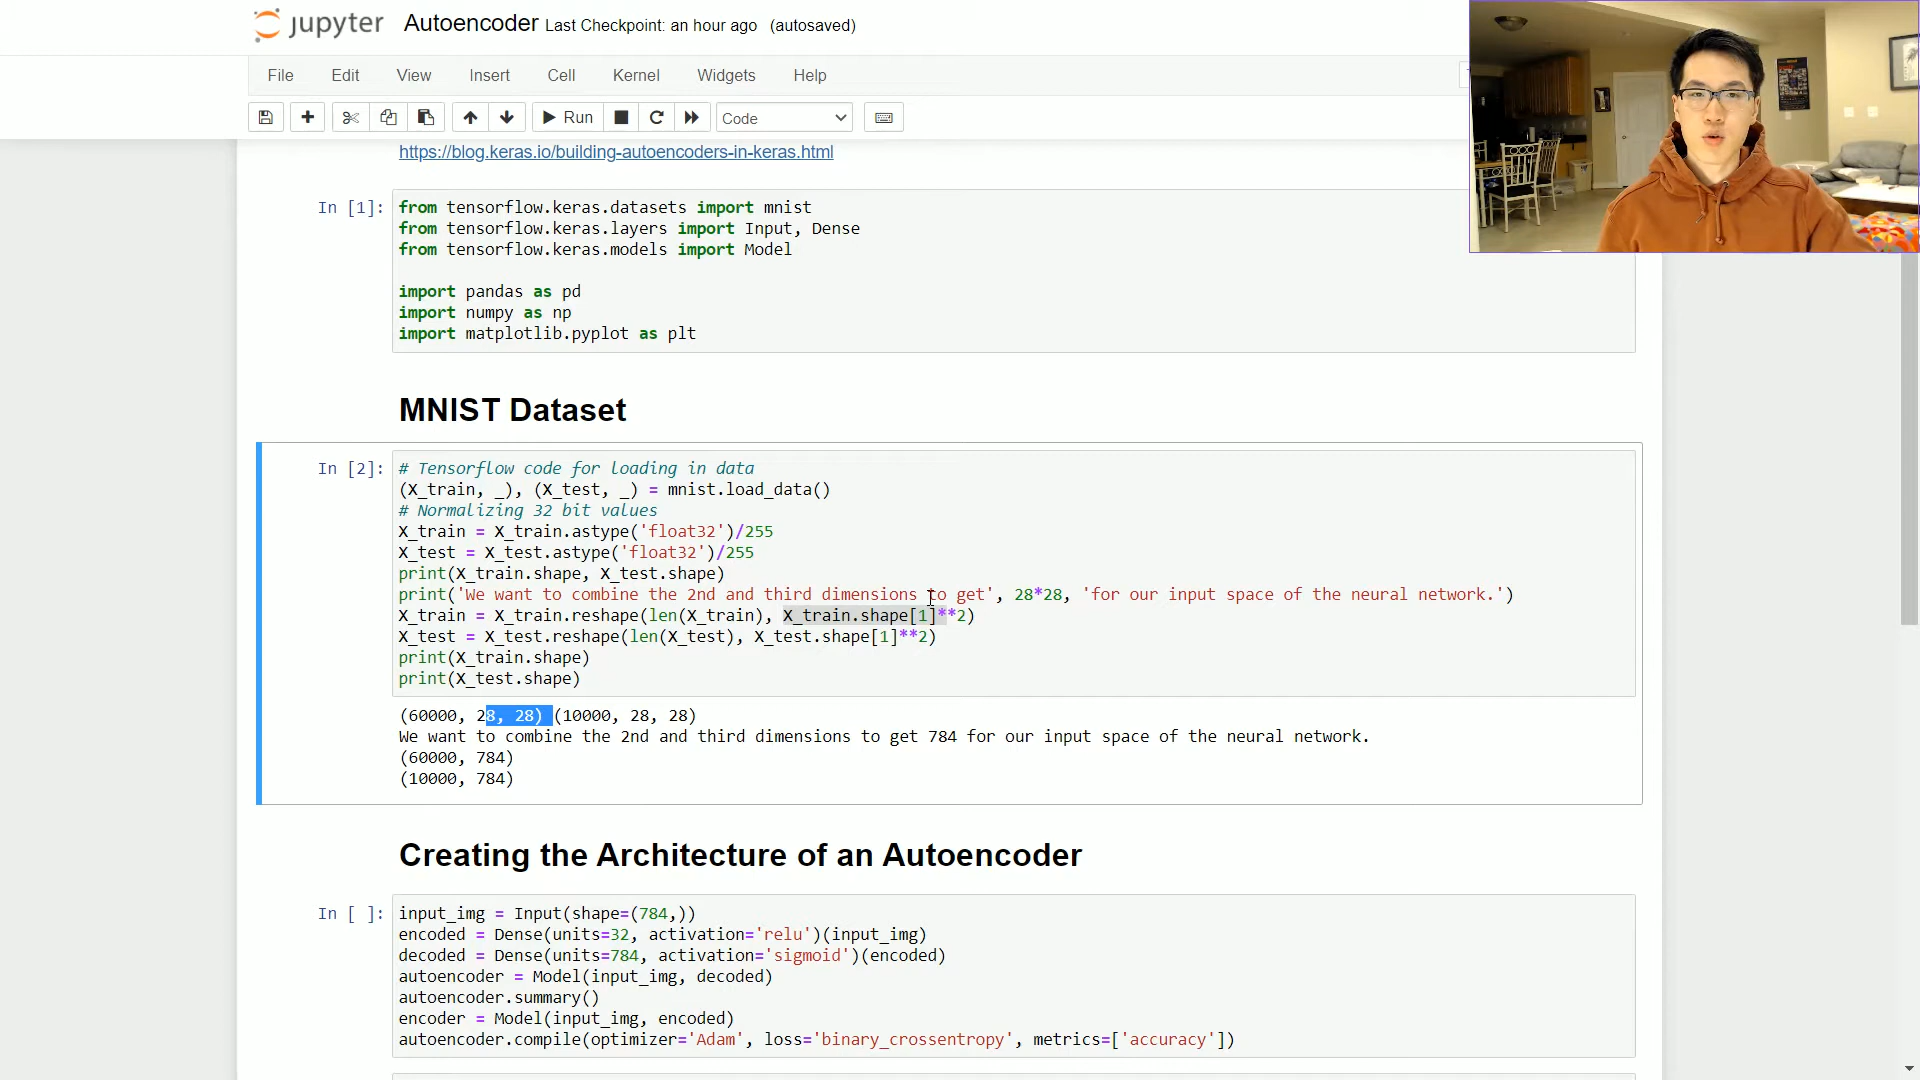 jupyter Autoencoder Last Checkpoint: an hour ago (autosaved)
File Edit View Insert Cell Kernel Widgets Help
Run Code
https://blog.keras.io/building-autoencoders-in-keras.html
In [1]: from tensorflow.keras.datasets import mnist
from tensorflow.keras.layers import Input, Dense
from tensorflow.keras.models import Model
import pandas as pd
import numpy as np
import matplotlib.pyplot as plt
MNIST Dataset
In [2]: # Tensorflow code for loading in data
(X_train, _), (X_test, _) = mnist.load_data()
# Normalizing 32 bit values
X_train = X_train.astype('float32')/255
X_test = X_test.astype('float32')/255
print(X_train.shape, X_test.shape)
print('We want to combine the 2nd and third dimensions to get', 28*28, 'for our input space of the neural network.')
X_train = X_train.reshape(len(X_train), X_train.shape[1]**2)
X_test = X_test.reshape(len(X_test), X_test.shape[1]**2)
print(X_train.shape)
print(X_test.shape)
(60000, 28, 28) (10000, 28, 28)
We want to combine the 2nd and third dimensions to get 784 for our input space of the neural network.
(60000, 784)
(10000, 784)
Creating the Architecture of an Autoencoder
In [ ]: input_img = Input(shape=(784,))
encoded = Dense(units=32, activation='relu')(input_img)
decoded = Dense(units=784, activation='sigmoid')(encoded)
autoencoder = Model(input_img, decoded)
autoencoder.summary()
encoder = Model(input_img, encoded)
autoencoder.compile(optimizer='Adam', loss='binary_crossentropy', metrics=['accuracy'])